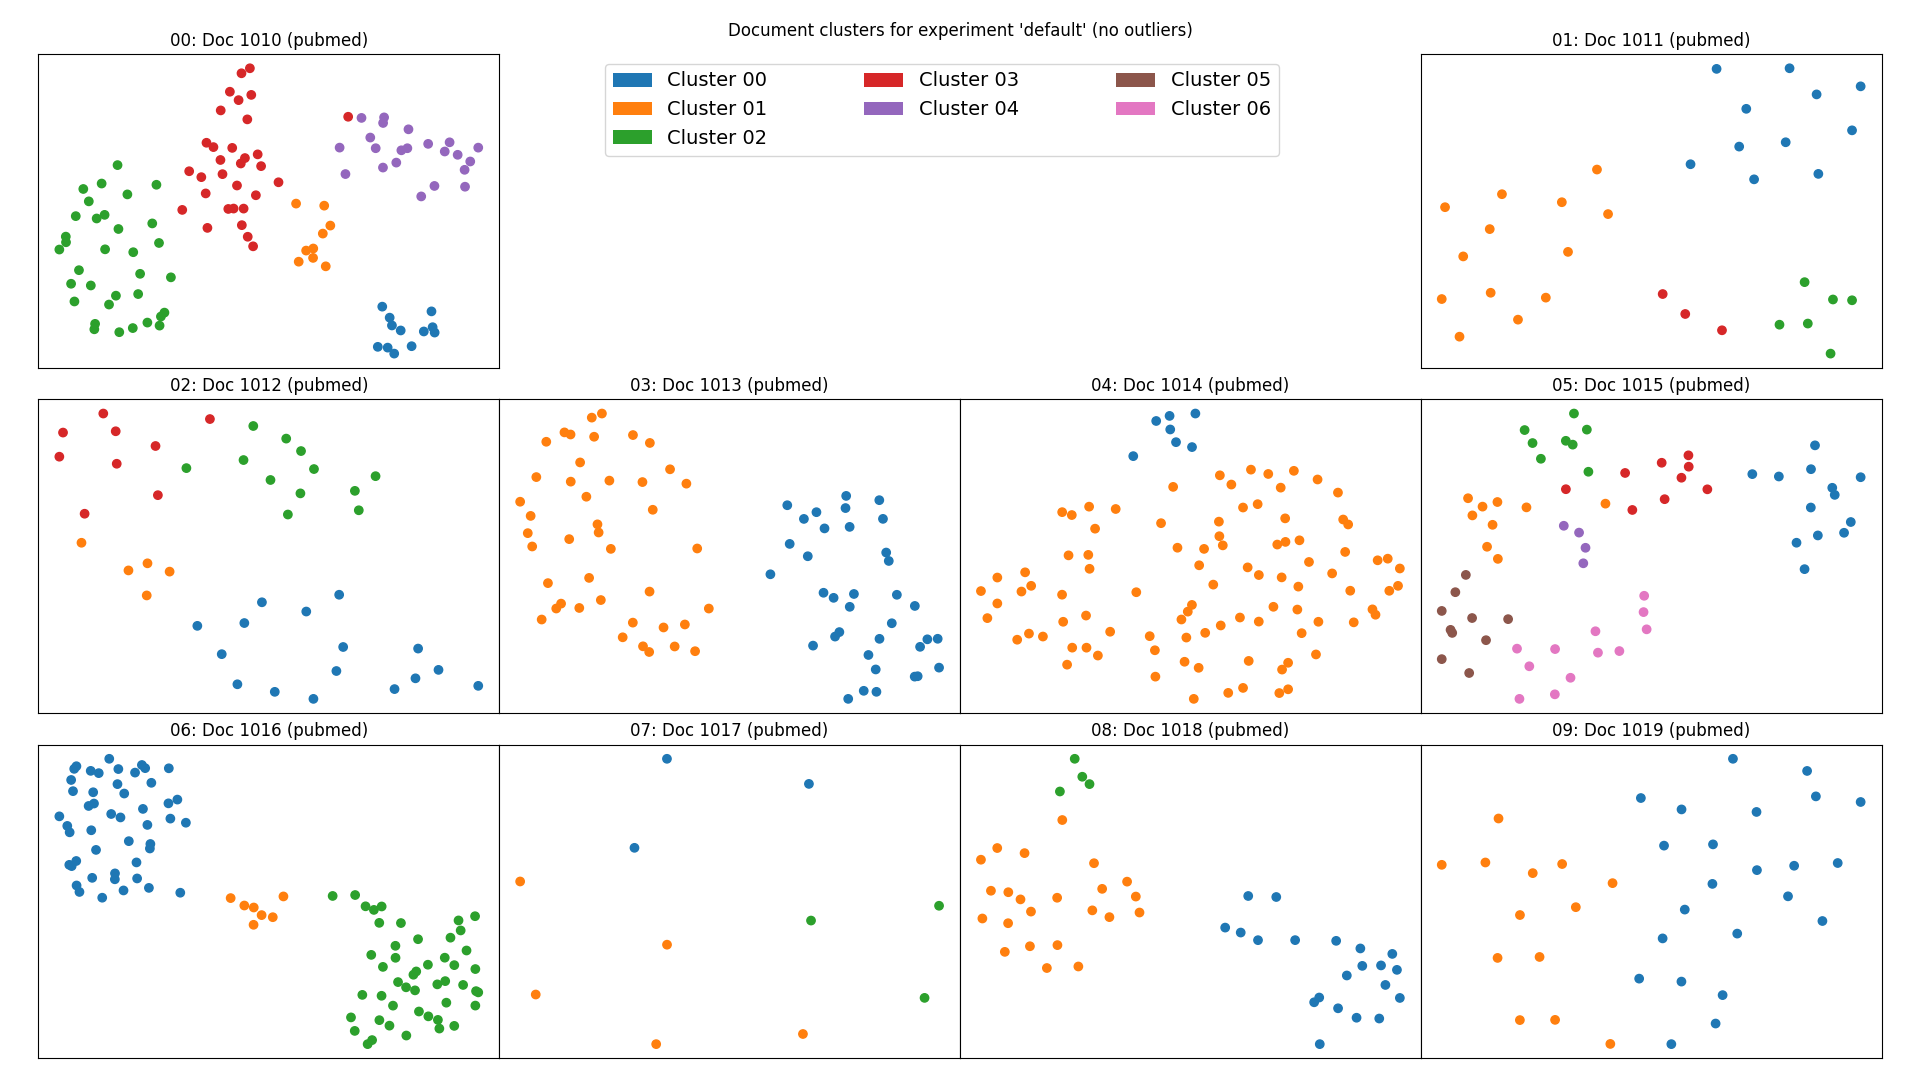 Document clusters for experiment 'default' (no outliers)
00: Doc 1010 (pubmed)
01: Doc 1011 (pubmed)
Cluster 00
Cluster 01
Cluster 02
Cluster 03
Cluster 04
Cluster 05
Cluster 06
02: Doc 1012 (pubmed)
03: Doc 1013 (pubmed)
04: Doc 1014 (pubmed)
05: Doc 1015 (pubmed)
06: Doc 1016 (pubmed)
07: Doc 1017 (pubmed)
08: Doc 1018 (pubmed)
09: Doc 1019 (pubmed)